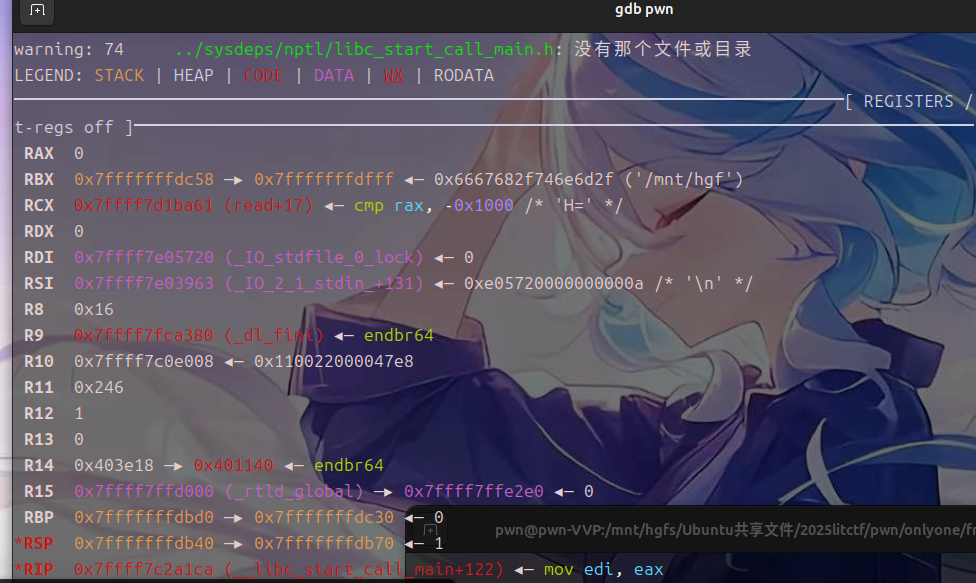 gdb pwn
warning: 74     ../sysdeps/nptl/libc_start_call_main.h: 没有那个文件或目录
LEGEND: STACK | HEAP | CODE | DATA | WX | RODATA
[ REGISTERS /
t-regs off ]
RAX  0
RBX  0x7fffffffdc58 —▸ 0x7fffffffdfff ◂— 0x6667682f746e6d2f ('/mnt/hgf')
RCX  0x7ffff7d1ba61 (read+17) ◂— cmp rax, -0x1000 /* 'H=' */
RDX  0
RDI  0x7ffff7e05720 (_IO_stdfile_0_lock) ◂— 0
RSI  0x7ffff7e03963 (_IO_2_1_stdin_+131) ◂— 0xe05720000000000a /* '\n' */
R8   0x16
R9   0x7ffff7fca380 (_dl_fini) ◂— endbr64
R10  0x7ffff7c0e008 ◂— 0x110022000047e8
R11  0x246
R12  1
R13  0
R14  0x403e18 —▸ 0x401140 ◂— endbr64
R15  0x7ffff7ffd000 (_rtld_global) —▸ 0x7ffff7ffe2e0 ◂— 0
RBP  0x7fffffffdbd0 —▸ 0x7fffffffdc30 ◂— 0
pwn@pwn-VVP:/mnt/hgfs/Ubuntu共享文件/2025litctf/pwn/onlyone/
*RSP  0x7fffffffdb40 —▸ 0x7fffffffdb70 ◂— 1
*RIP  0x7ffff7c2a1ca (__libc_start_call_main+122) ◂— mov edi, eax